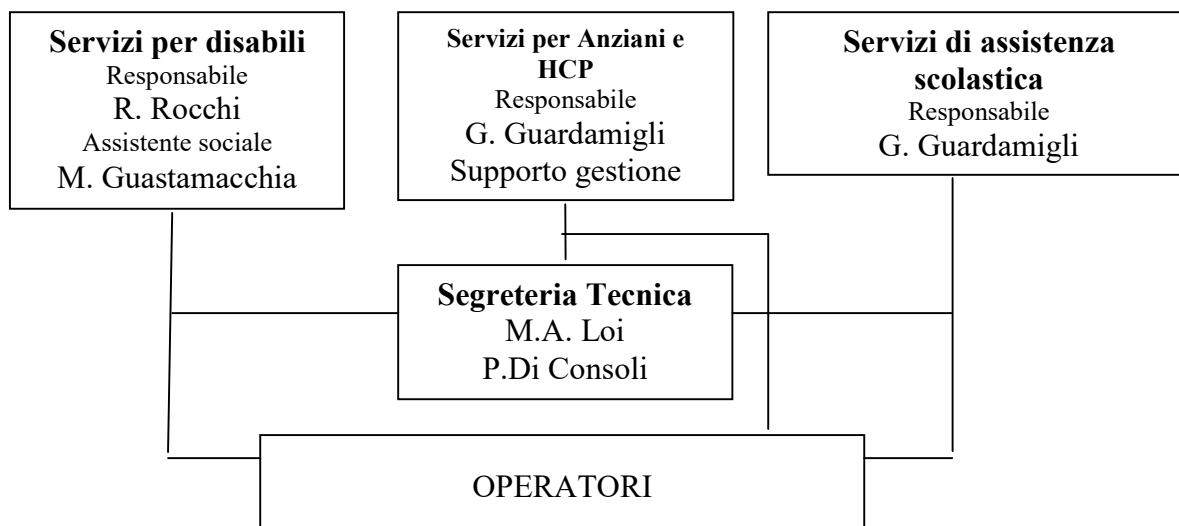 Servizi per disabili
Responsabile
R. Rocchi
Assistente sociale
M. Guastamacchia
Servizi per Anziani e
HCP
Responsabile
G. Guardamigli
Supporto gestione
Servizi di assistenza
scolastica
Responsabile
G. Guardamigli
Segreteria Tecnica
M.A. Loi
P.Di Consoli
OPERATORI